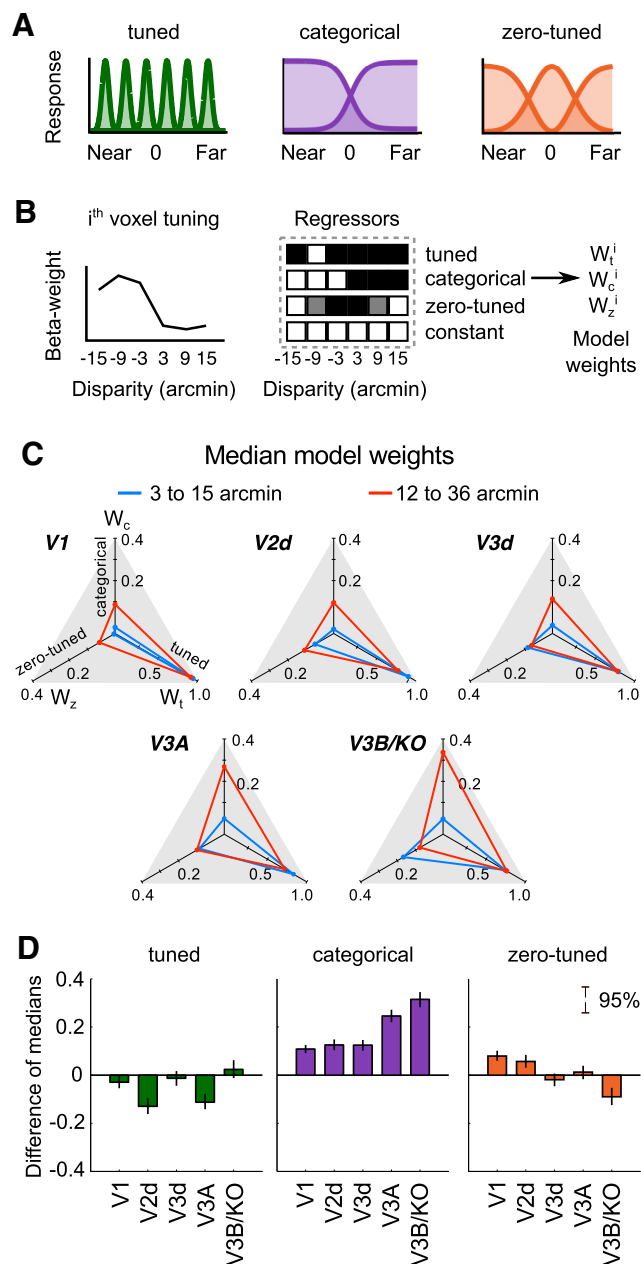 A
tuned categorical zero-tuned
Response
Near 0 Far Near 0 Far Near 0 Far
B
ith voxel tuning Regressors
Beta-weight
tuned
categorical
zero-tuned
constant
Wti
Wci
Wzi
Model
weights
-15 -9 -3 3 9 15 -15 -9 -3 3 9 15
Disparity (arcmin) Disparity (arcmin)
C
Median model weights
3 to 15 arcmin 12 to 36 arcmin
V1 Wc 0.4 V2d 0.4 V3d 0.4
categorical 0.2 0.2 0.2
zero-tuned tuned
0.2 0.5 0.2 0.5
0.5
0.4 Wz Wt 1.0 0.4 1.0 0.4 1.0
V3A 0.4 V3B/KO 0.4
0.2 0.2
0.2 0.5 0.2 0.5
0.4 1.0 0.4 1.0
D
tuned categorical zero-tuned
Difference of medians
0.4
0.2
0
-0.2
-0.4
95%
V1 V2d V3d V3A V3B/KO V1 V2d V3d V3A V3B/KO V1 V2d V3d V3A V3B/KO